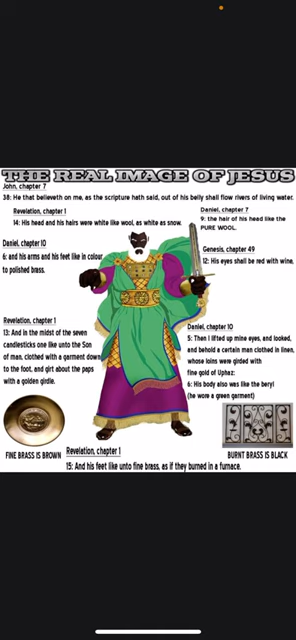 THE REAL IMAGE OF JESUS
John, chapter 7
38: He that believeth on me, as the scripture hath said, out of his belly shall flow rivers of living water.
Revelation, chapter 1
14: His head and his hairs were white like wool, as white as snow.
Daniel, chapter 7
9: the hair of his head like the
PURE WOOL.
Daniel, chapter 10
6: and his arms and his feet like in colour
to polished brass.
Genesis, chapter 49
12: His eyes shall be red with wine.
Revelation, chapter 1
13: And in the midst of the seven
candlesticks one like unto the Son
of man, clothed with a garment down
to the foot, and girt about the paps
with a golden girdle.
Daniel, chapter 10
5: Then I lifted up mine eyes, and looked,
and behold a certain man clothed in linen,
whose loins were girded with
fine gold of Uphaz:
6: His body also was like the beryl
(he wore a green garment)
FINE BRASS IS BROWN
BURNT BRASS IS BLACK
Revelation, chapter 1
15: And his feet like unto fine brass, as if they burned in a furnace.